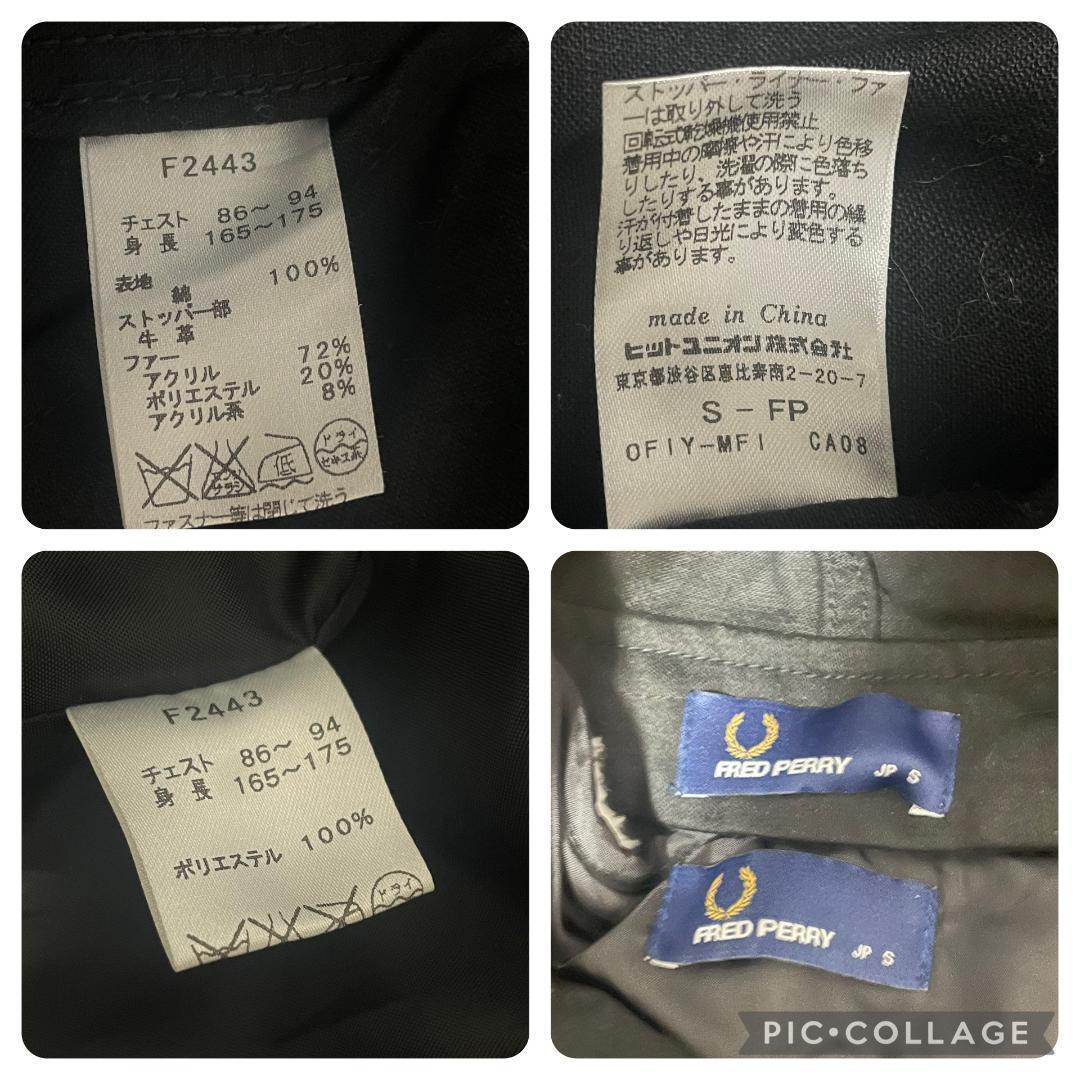 F2443
チェスト 86～ 94
身 長 165～175
表地
綿 100%
ストッパー部
牛 革
ファー
アクリル 72%
ポリエステル 20%
アクリル系 8%
エンソ
サラシ
低
ドライ
セキユ系
ファスナー等は閉じて洗う
ストッパー・ライナー・ファ
ーは取り外して洗う
回転式乾燥機使用禁止
着用中の摩擦や汗により色移
りしたり、洗濯の際に色落ち
したりする事があります。
汗が付着したままの着用の繰
り返しや日光により変色する
事があります。
made in China
ヒットユニオン株式会社
東京都渋谷区恵比寿南2-20-7
S - FP
OFIY-MFI CA08
F2443
チェスト 86～ 94
身 長 165～175
ポリエステル 100%
ドライ
FRED PERRY JP S
FRED PERRY JP S
PIC•COLLAGE